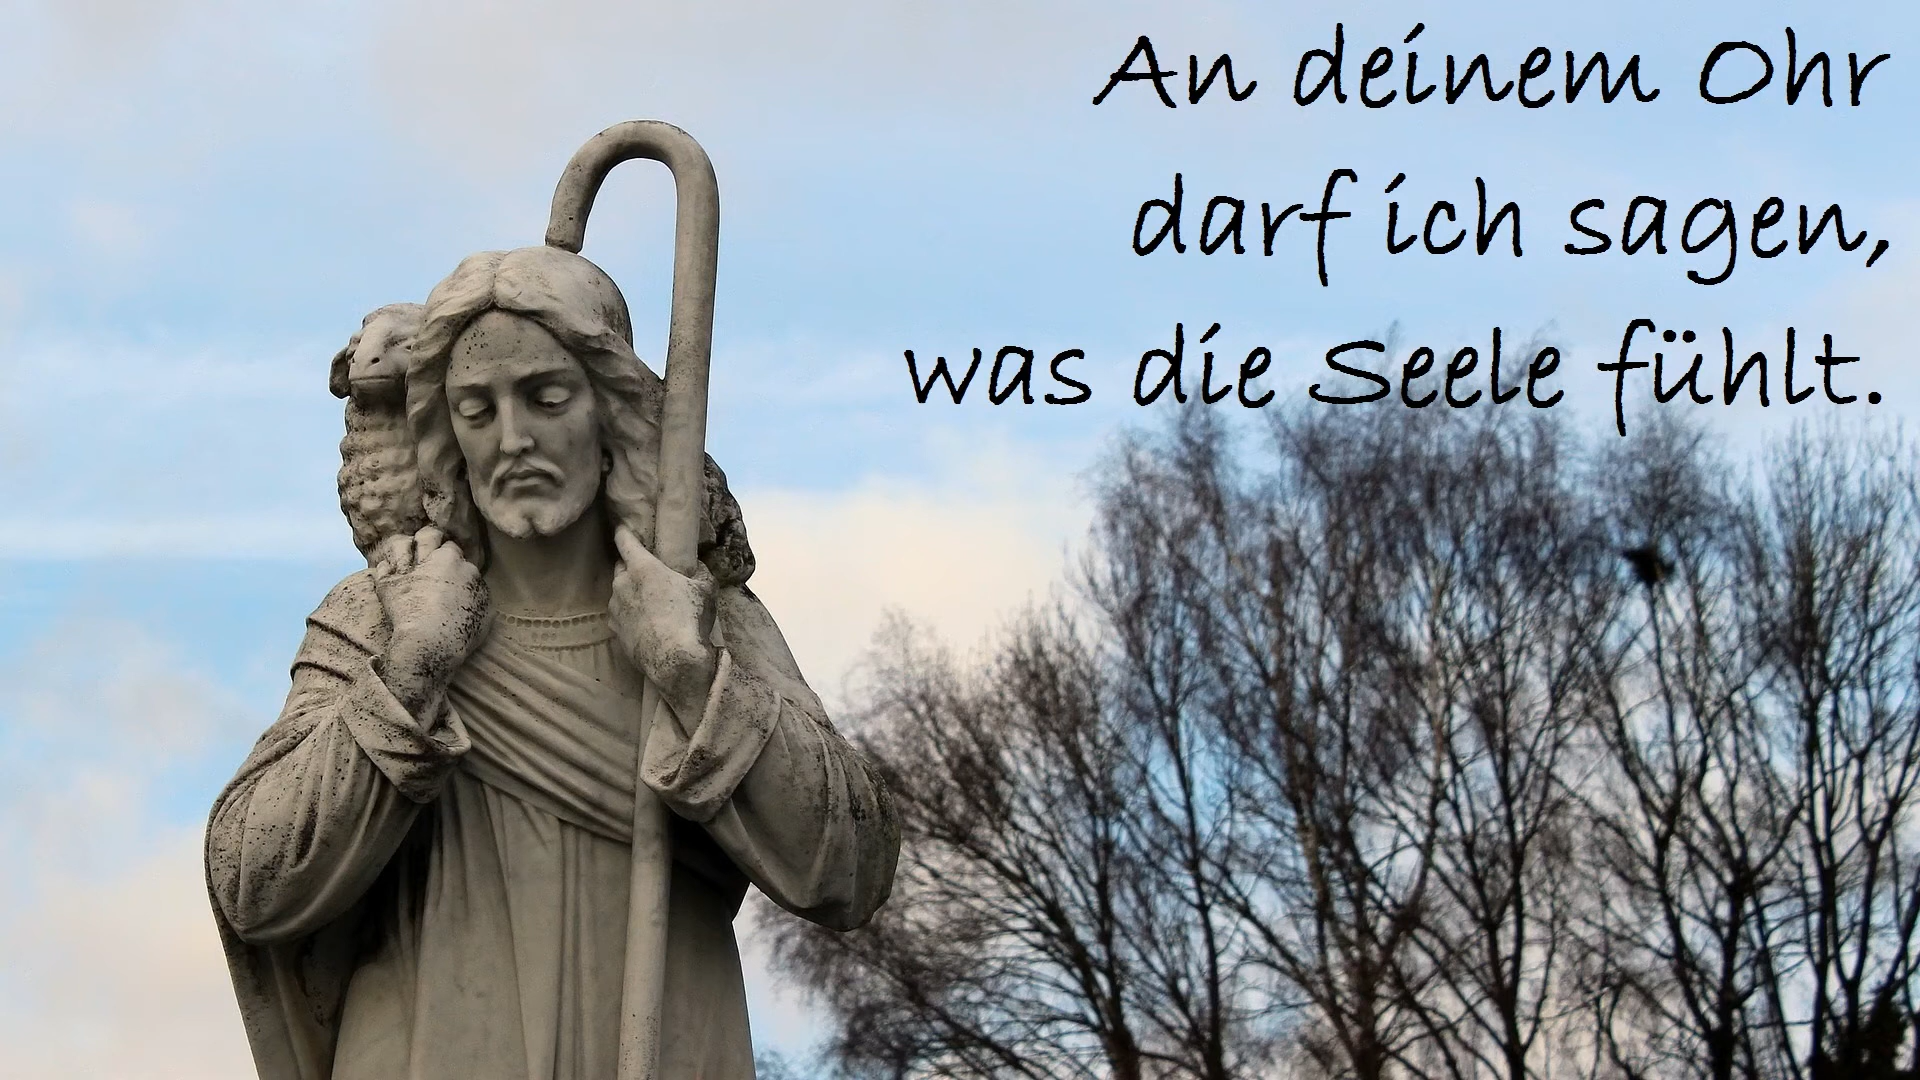 An deinem Ohr
darf ich sagen,
was die Seele fühlt.